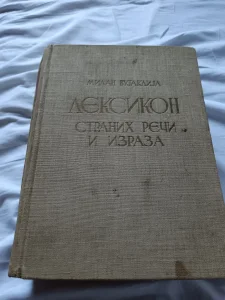 МИЛАН ВУЈАКЛИЈА
ЛЕКСИКОН
СТРАНИХ РЕЧИ
И ИЗРАЗА